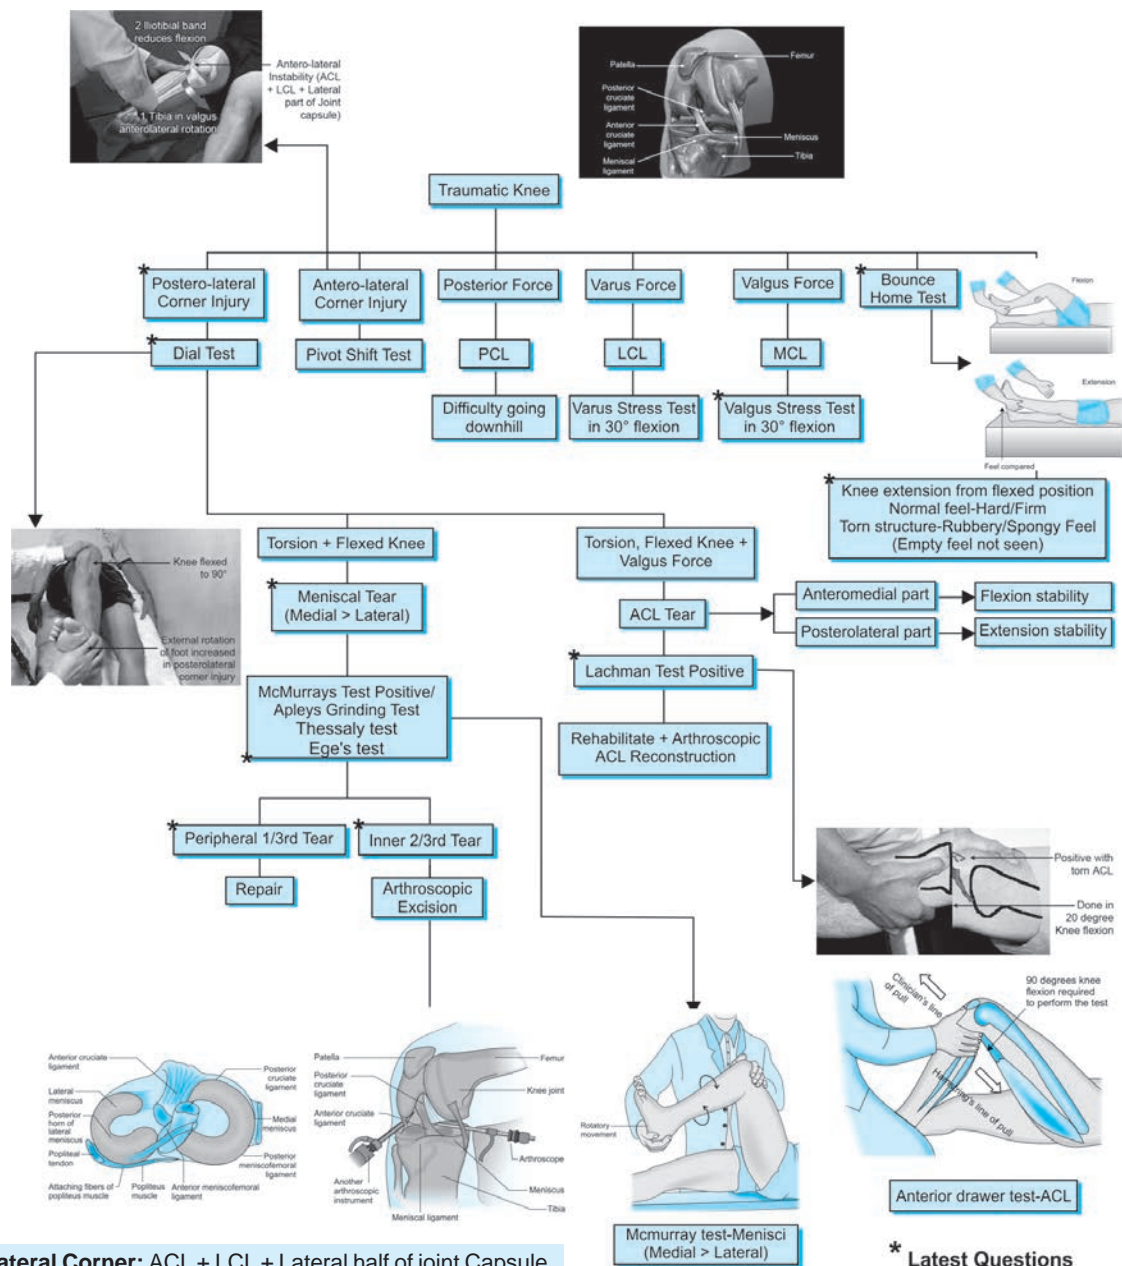 2 Iliotibial band
reduces flexion
Antero-lateral
Instability (ACL
+ LCL + Lateral
part of Joint
capsule)
1 Tibia in valgus
anterolateral rotation
Patella
Femur
Posterior
cruciate
ligament
Anterior
cruciate
ligament
Meniscus
Meniscal
ligament
Tibia
Traumatic Knee
* Postero-lateral
Corner Injury
Antero-lateral
Corner Injury
Posterior Force
Varus Force
Valgus Force
* Bounce
Home Test
Flexion
* Dial Test
Pivot Shift Test
PCL
LCL
MCL
Extension
Difficulty going
downhill
Varus Stress Test
in 30° flexion
* Valgus Stress Test
in 30° flexion
Feel compared
* Knee extension from flexed position
Normal feel-Hard/Firm
Torn structure-Rubbery/Spongy Feel
(Empty feel not seen)
Knee flexed
to 90°
External rotation
of foot increased
in posterolateral
corner injury
Torsion + Flexed Knee
Torsion, Flexed Knee +
Valgus Force
* Meniscal Tear
(Medial > Lateral)
ACL Tear
Anteromedial part
Flexion stability
Posterolateral part
Extension stability
* Lachman Test Positive
McMurrays Test Positive/
Apleys Grinding Test
Thessaly test
Ege's test
*
Rehabilitate + Arthroscopic
ACL Reconstruction
* Peripheral 1/3rd Tear
* Inner 2/3rd Tear
Repair
Arthroscopic
Excision
Positive with
torn ACL
Done in
20 degree
Knee flexion
Clinician's line
of pull
90 degrees knee
flexion required
to perform the test
Hamstring's line of pull
Anterior drawer test-ACL
Anterior cruciate
ligament
Lateral
meniscus
Posterior
horn of
lateral
meniscus
Popliteal
tendon
Attaching fibers of
popliteus muscle
Popliteus
muscle
Anterior meniscofemoral
ligament
Posterior
cruciate
ligament
Medial
meniscus
Posterior
meniscofemoral
ligament
Patella
Femur
Posterior
cruciate
ligament
Knee joint
Anterior cruciate
ligament
Arthroscope
Another
arthroscopic
instrument
Meniscus
Tibia
Meniscal ligament
Rotatory
movement
Mcmurray test-Menisci
(Medial > Lateral)
* Latest Questions
ateral Corner: ACL + LCL + Lateral half of joint Capsule